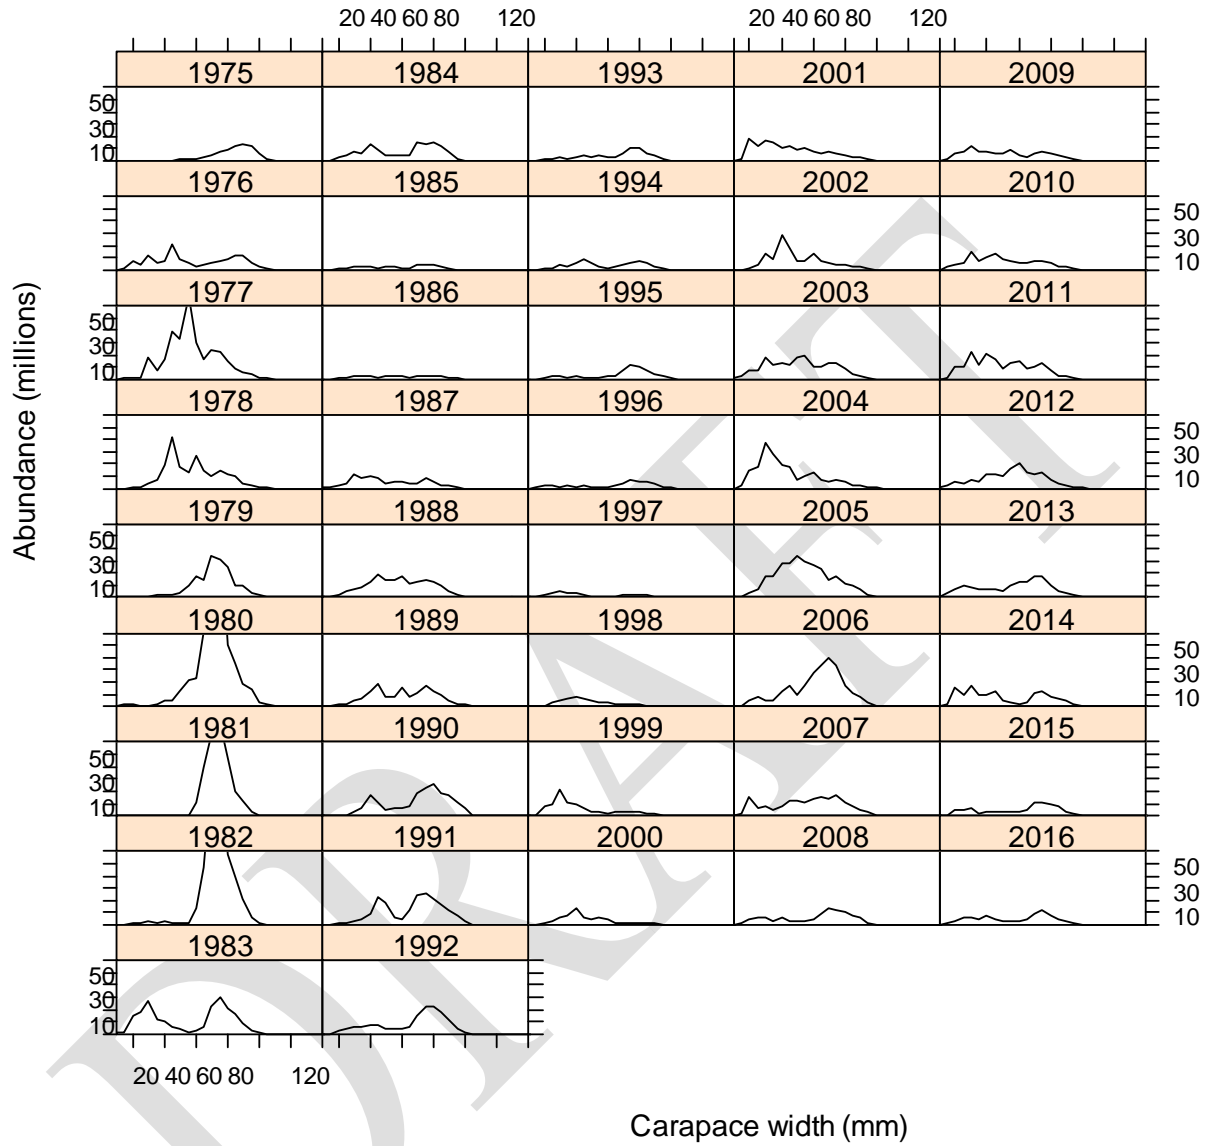 20 40 60 80 120 20 40 60 80 120
1975 1984 1993 2001 2009
50
30
10
1976 1985 1994 2002 2010
50
30
10
1977 1986 1995 2003 2011
50
30
10
1978 1987 1996 2004 2012
50
30
10
1979 1988 1997 2005 2013
50
30
10
1980 1989 1998 2006 2014
50
30
10
1981 1990 1999 2007 2015
50
30
10
1982 1991 2000 2008 2016
50
30
10
1983 1992
50
30
10
20 40 60 80 120
Abundance (millions)
Carapace width (mm)
DRAFT